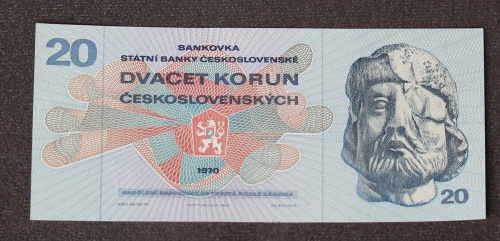 20
BANKOVKA
STÁTNÍ BANKY ČESKOSLOVENSKÉ
DVACET KORUN
ČESKOSLOVENSKÝCH
1970
20